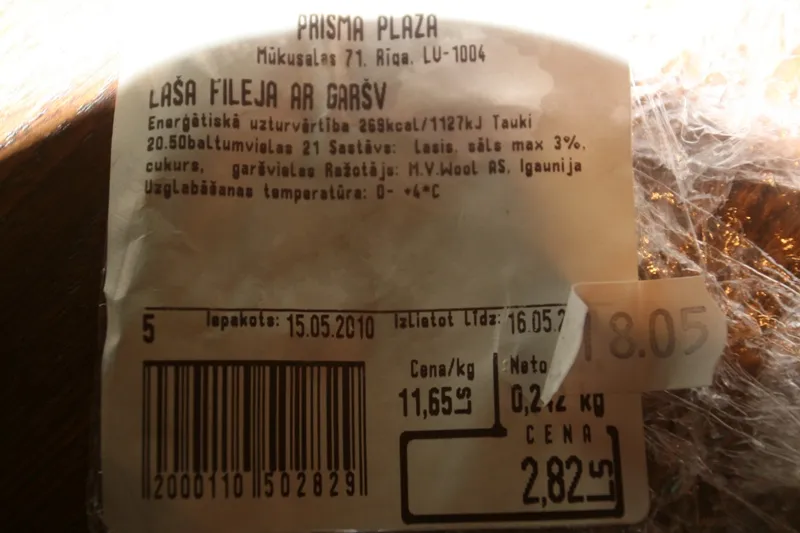 PRISMA PLAZA
Mūkusalas 71, Rīga, LV-1004
LAŠA FILEJA AR GARŠV
Enerģētiskā uzturvērtība 269kcal/1127kJ Tauki
20.50baltumvielas 21 Sastāvs: Lasis, sāls max 3%,
cukurs, garšvielas Ražotājs: M.V.Wool AS, Igaunija
Uzglabāšanas temperatūra: 0- +4°C
5 Iepakots: 15.05.2010 Izlietot līdz: 16.05.2
18.05
Cena/kg Neto
11,65 LS 0,242 kg
CENA
2,82 LS
2000110 502829